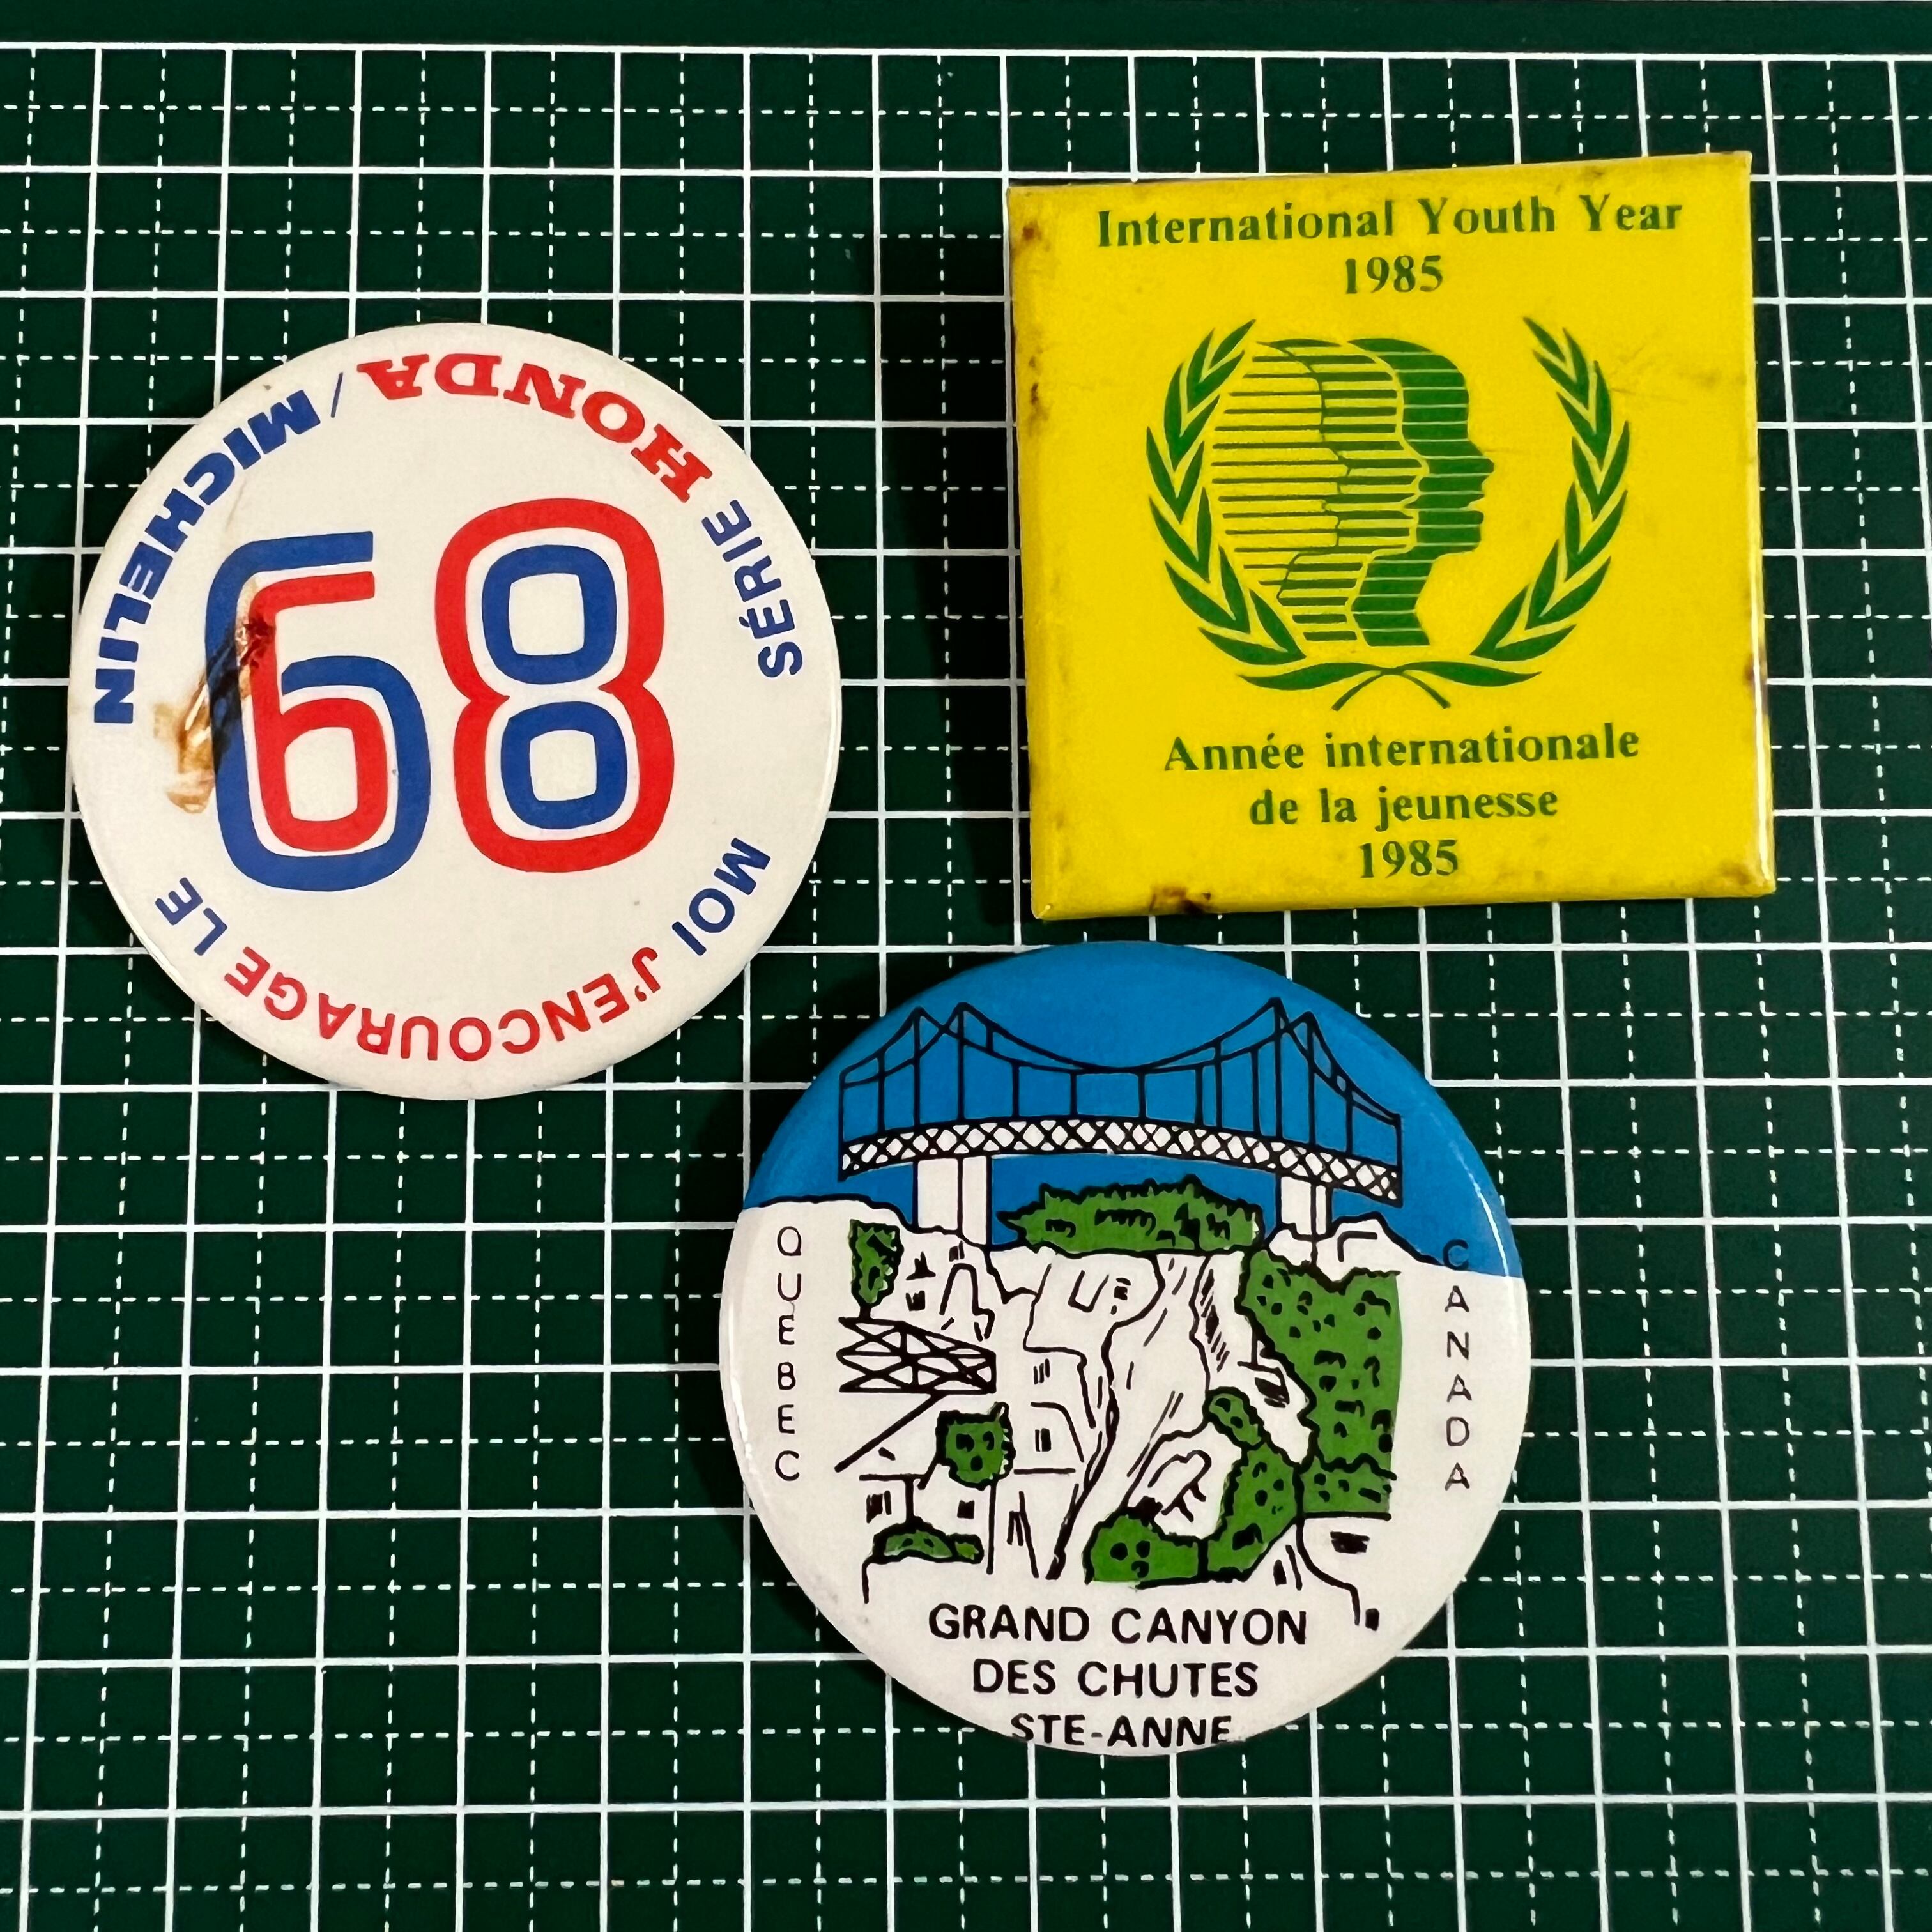 MOI J'ENCOURAGE LE
89
SÉRIE HONDA/MICHELIN
International Youth Year
1985
Année internationale
de la jeunesse
1985
QUEBEC
CANADA
GRAND CANYON
DES CHUTES
STE-ANNE